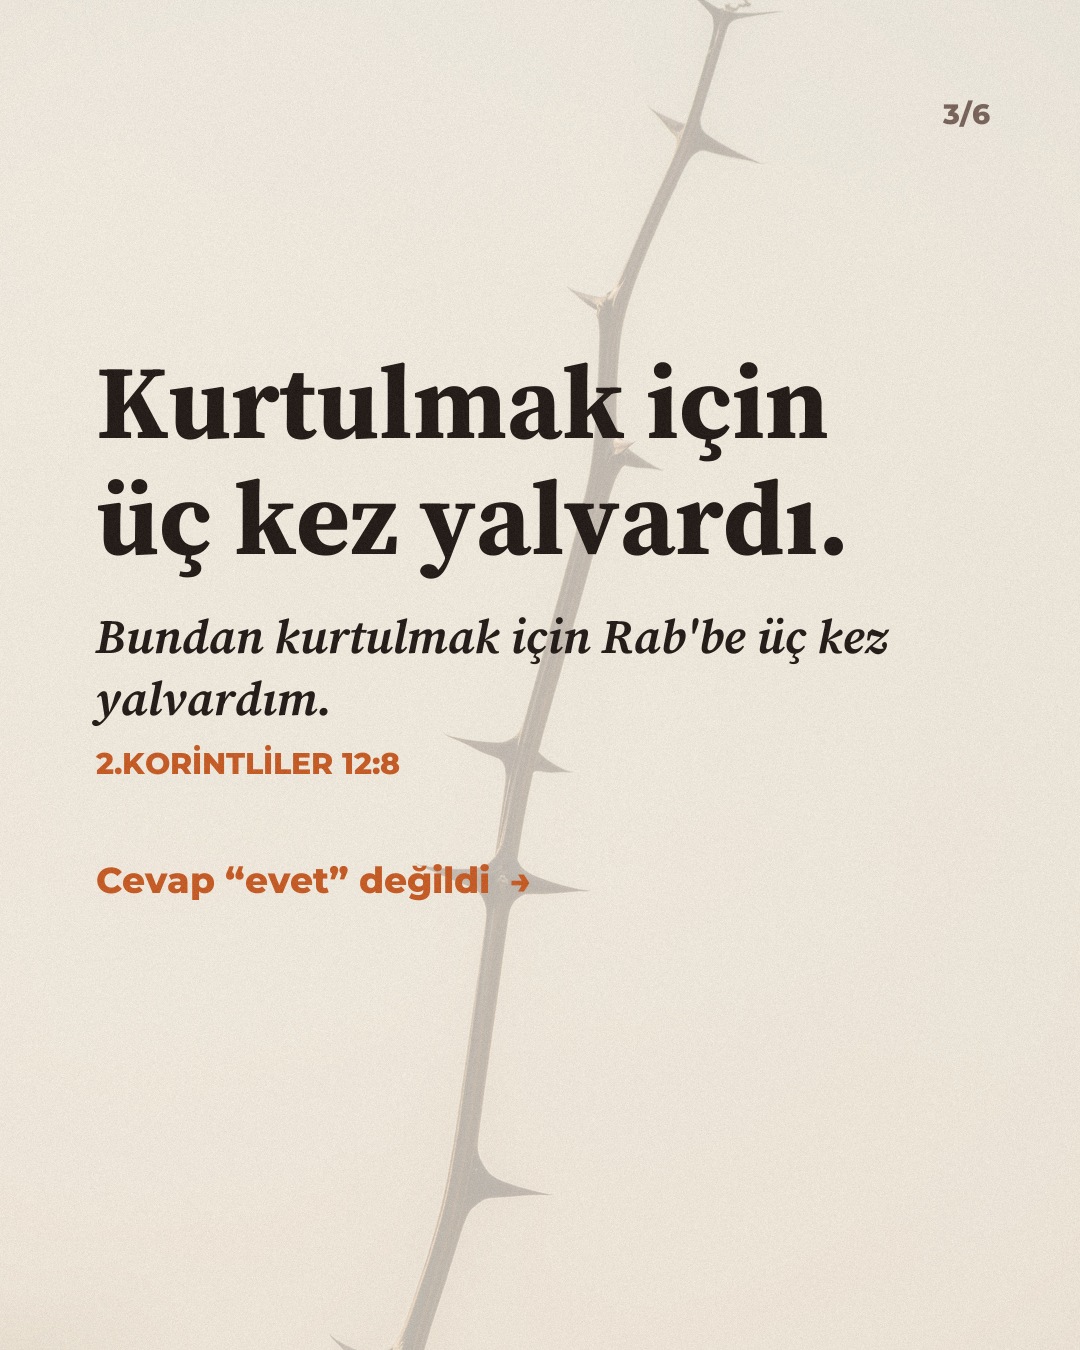 3/6
Kurtulmak için
üç kez yalvardı.
Bundan kurtulmak için Rab'be üç kez
yalvardım.
2.KORİNTLİLER 12:8
Cevap “evet” değildi →